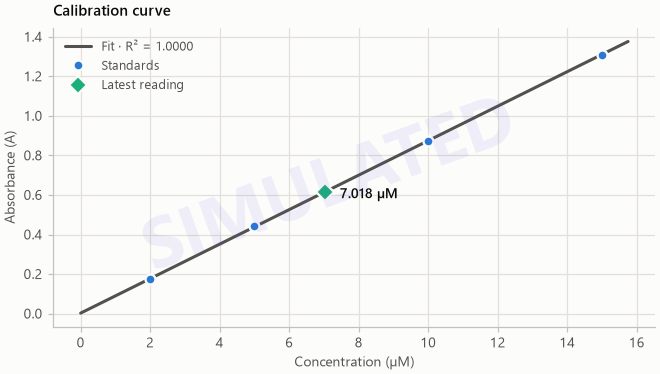 Calibration curve
Fit · R² = 1.0000
Standards
Latest reading
SIMULATED
7.018 µM
Absorbance (A)
1.4
1.2
1.0
0.8
0.6
0.4
0.2
0.0
0 2 4 6 8 10 12 14 16
Concentration (µM)